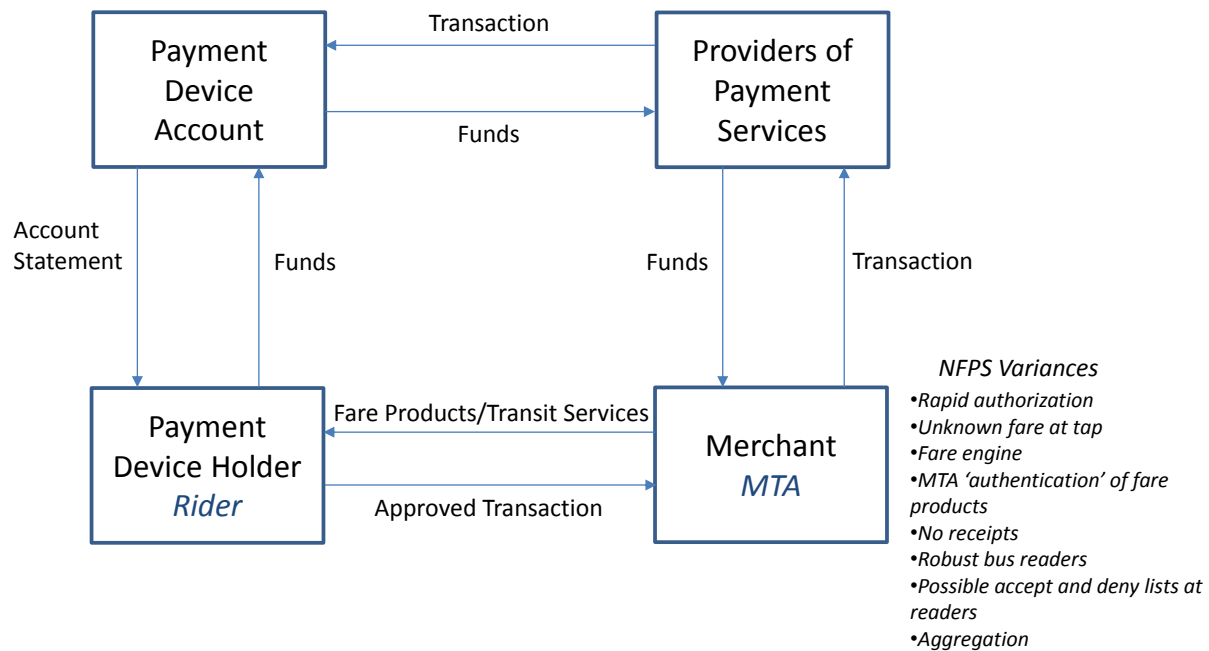 Transaction
Payment
Device
Account
Providers of
Payment
Services
Funds
Account
Statement
Funds
Funds
Transaction
Payment
Device Holder
Rider
Fare Products/Transit Services
Approved Transaction
Merchant
MTA
NFPS Variances
•Rapid authorization
•Unknown fare at tap
•Fare engine
•MTA ‘authentication’ of fare
products
•No receipts
•Robust bus readers
•Possible accept and deny lists at
readers
•Aggregation